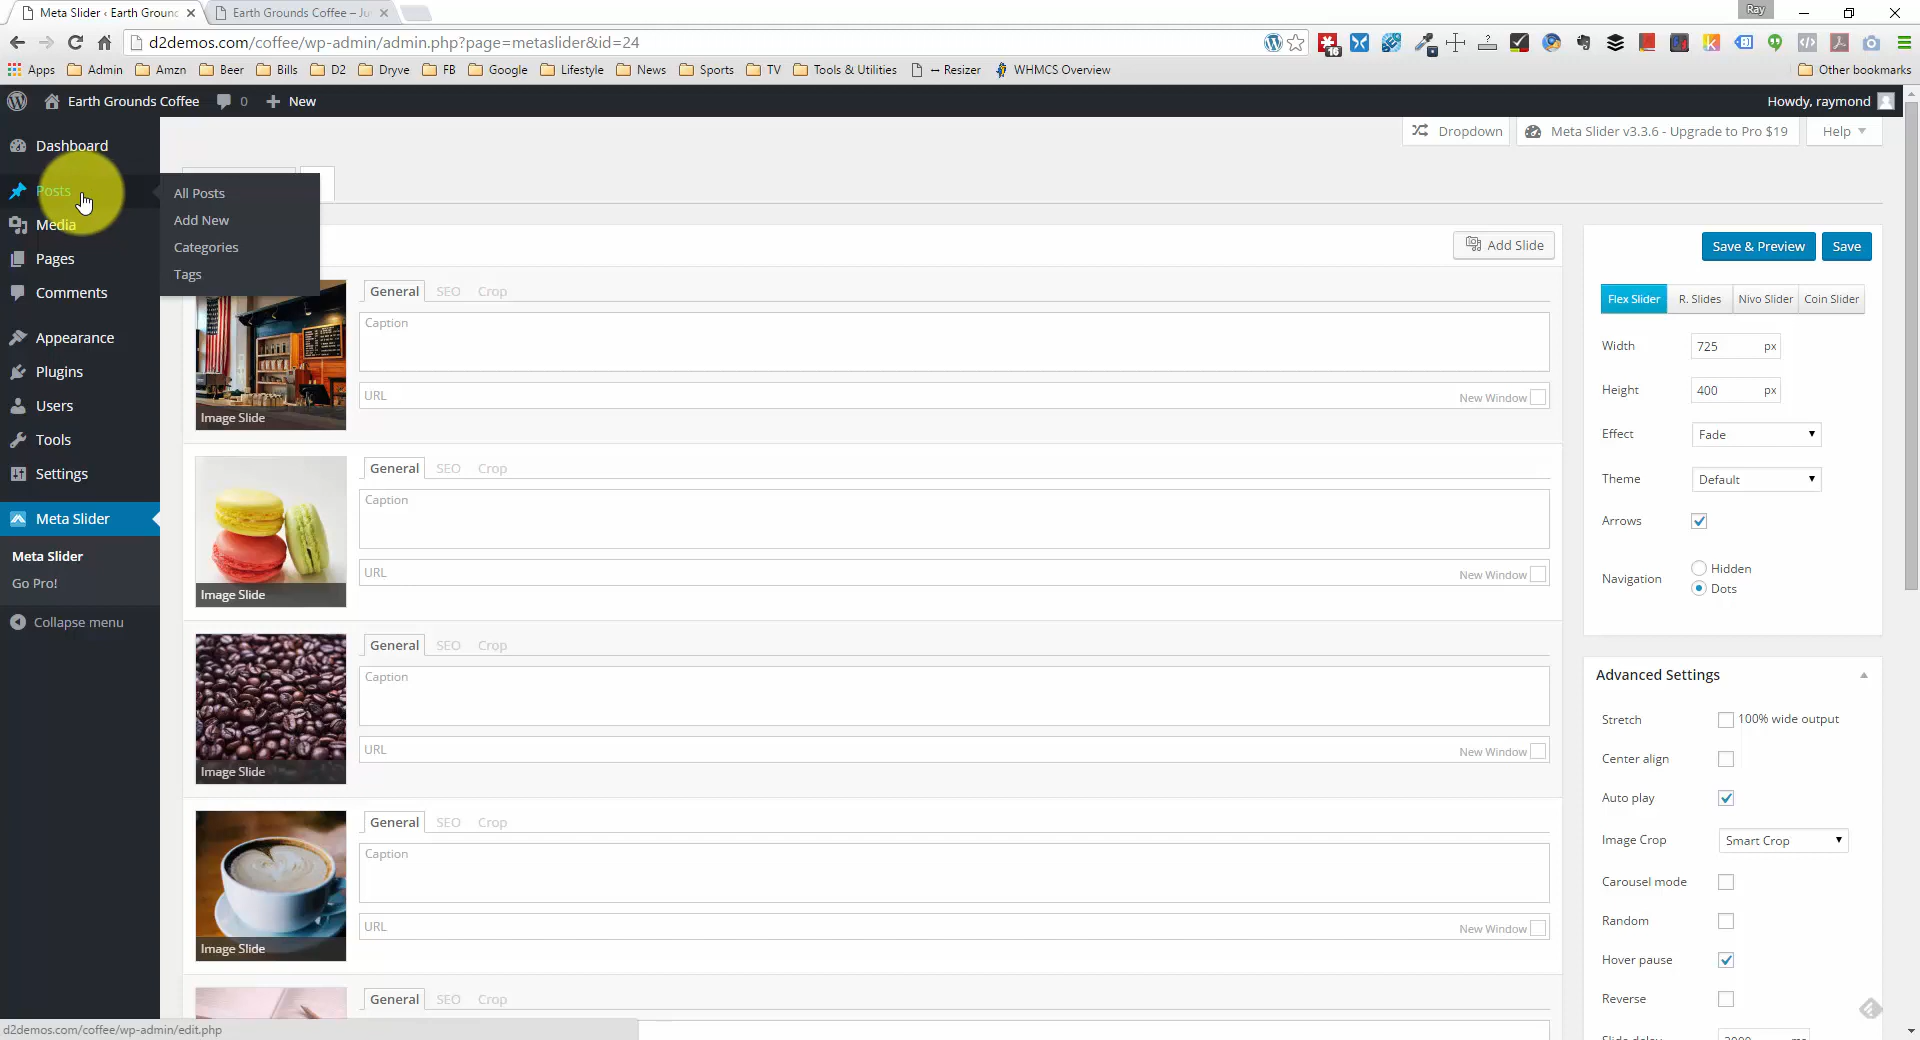 Meta Slider ‹ Earth Groun
Earth Grounds Coffee – Ju
Ray
d2demos.com/coffee/wp-admin/admin.php?page=metaslider&id=24
16
Apps
Admin
Amzn
Beer
Bills
D2
Dryve
FB
Google
Lifestyle
News
Sports
TV
Tools & Utilities
↔ Resizer
WHMCS Overview
Other bookmarks
Earth Grounds Coffee
0
New
Howdy, raymond
Dashboard
Posts
Media
Pages
Comments
Appearance
Plugins
Users
Tools
Settings
Meta Slider
Meta Slider
Go Pro!
Collapse menu
All Posts
Add New
Categories
Tags
Dropdown
Meta Slider v3.3.6 - Upgrade to Pro $19
Help
Add Slide
General
SEO
Crop
Caption
URL
New Window
Image Slide
General
SEO
Crop
Caption
URL
New Window
Image Slide
General
SEO
Crop
Caption
URL
New Window
Image Slide
General
SEO
Crop
Caption
URL
New Window
Image Slide
General
SEO
Crop
Save & Preview
Save
Flex Slider
R. Slides
Nivo Slider
Coin Slider
Width
725
px
Height
400
px
Effect
Fade
Theme
Default
Arrows
Navigation
Hidden
Dots
Advanced Settings
Stretch
100% wide output
Center align
Auto play
Image Crop
Smart Crop
Carousel mode
Random
Hover pause
Reverse
Slide delay
3000
ms
d2demos.com/coffee/wp-admin/edit.php